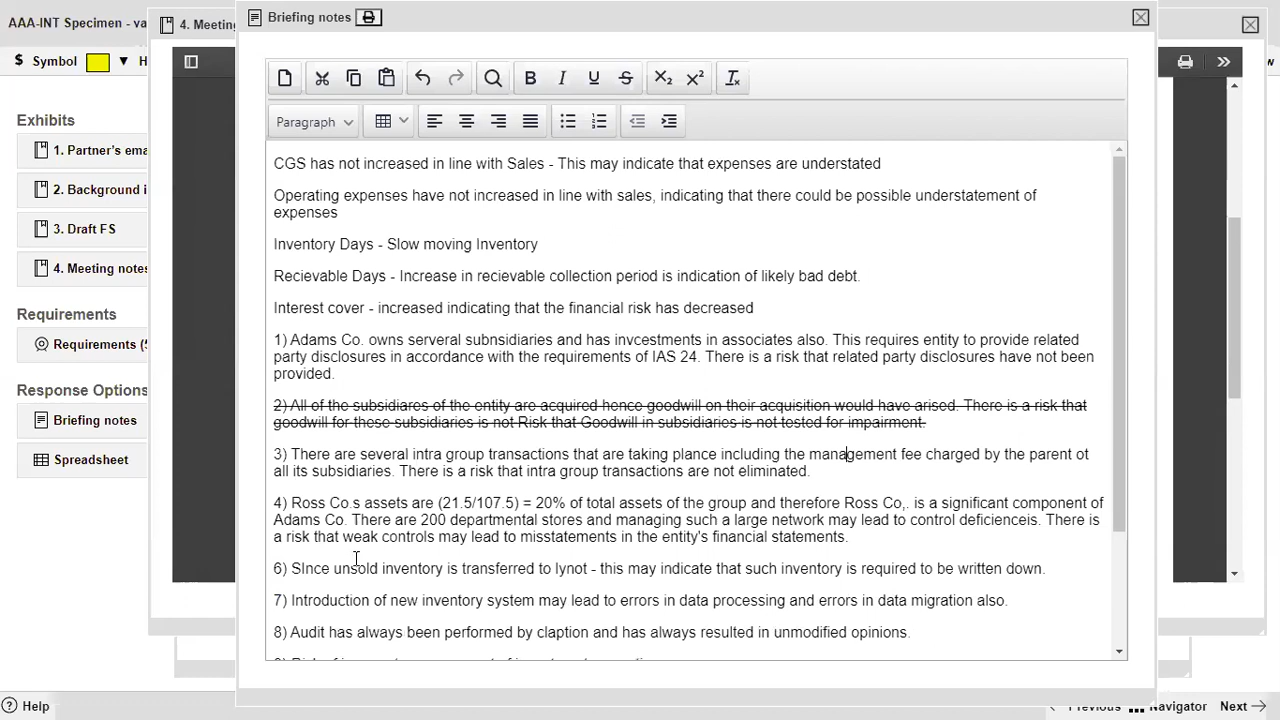 AAA-INT Specimen - va
4. Meetin
Briefing notes
$ Symbol
H
w
Exhibits
1. Partner's ema
2. Background i
3. Draft FS
4. Meeting notes
Requirements
Requirements (5
Response Options
Briefing notes
Spreadsheet
Help
B I U S X₂ X² Tx
Paragraph
CGS has not increased in line with Sales - This may indicate that expenses are understated
Operating expenses have not increased in line with sales, indicating that there could be possible understatement of
expenses
Inventory Days - Slow moving Inventory
Recievable Days - Increase in recievable collection period is indication of likely bad debt.
Interest cover - increased indicating that the financial risk has decreased
1) Adams Co. owns serveral subnsidiaries and has invcestments in associates also. This requires entity to provide related
party disclosures in accordance with the requirements of IAS 24. There is a risk that related party disclosures have not been
provided.
2) All of the subsidiares of the entity are acquired hence goodwill on their acquisition would have arised. There is a risk that
goodwill for these subsidiaries is not Risk that Goodwill in subsidiaries is not tested for impairment.
3) There are several intra group transactions that are taking plance including the management fee charged by the parent ot
all its subsidiaries. There is a risk that intra group transactions are not eliminated.
4) Ross Co.s assets are (21.5/107.5) = 20% of total assets of the group and therefore Ross Co,. is a significant component of
Adams Co. There are 200 departmental stores and managing such a large network may lead to control deficienceis. There is
a risk that weak controls may lead to misstatements in the entity's financial statements.
6) SInce unsold inventory is transferred to lynot - this may indicate that such inventory is required to be written down.
7) Introduction of new inventory system may lead to errors in data processing and errors in data migration also.
8) Audit has always been performed by claption and has always resulted in unmodified opinions.
Previous
Navigator
Next